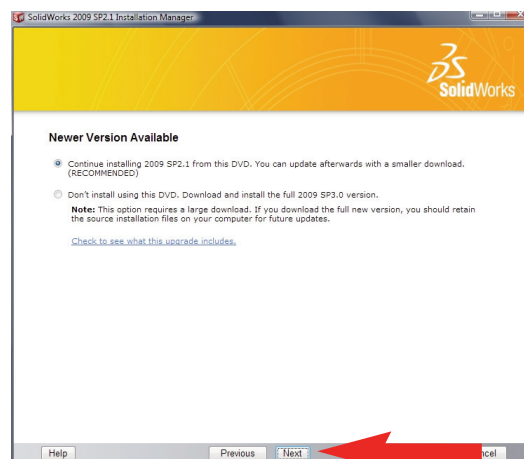 SolidWorks 2009 SP2.1 Installation Manager
SolidWorks
Newer Version Available
Continue installing 2009 SP2.1 from this DVD. You can update afterwards with a smaller download.
(RECOMMENDED)
Don't install using this DVD. Download and install the full 2009 SP3.0 version.
Note: This option requires a large download. If you download the full new version, you should retain
the source installation files on your computer for future updates.
Check to see what this upgrade includes.
Help Previous Next ncel